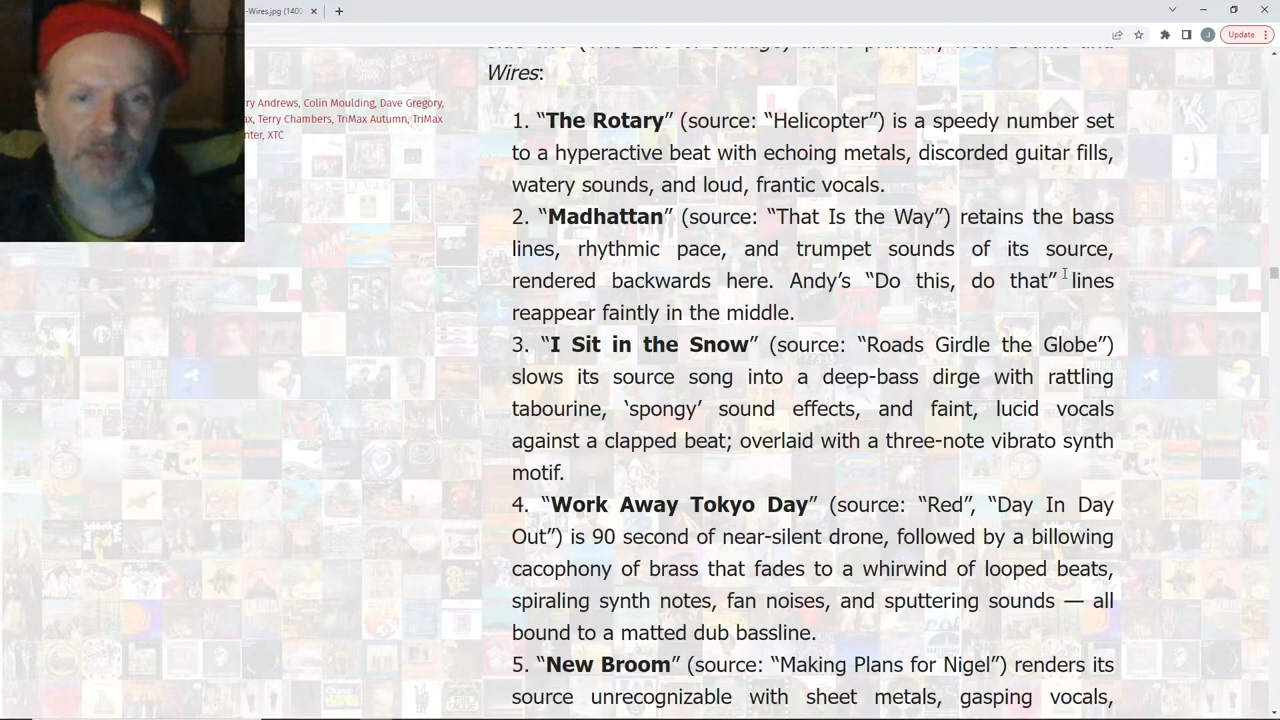 -Wires.jpg (1400
Update
J
Wires:
ry Andrews, Colin Moulding, Dave Gregory,
ax, Terry Chambers, TriMax Autumn, TriMax
nter, XTC
1. “The Rotary” (source: “Helicopter”) is a speedy number set
to a hyperactive beat with echoing metals, discorded guitar fills,
watery sounds, and loud, frantic vocals.
2. “Madhattan” (source: “That Is the Way”) retains the bass
lines, rhythmic pace, and trumpet sounds of its source,
rendered backwards here. Andy’s “Do this, do that” lines
reappear faintly in the middle.
3. “I Sit in the Snow” (source: “Roads Girdle the Globe”)
slows its source song into a deep-bass dirge with rattling
tabourine, ‘spongy’ sound effects, and faint, lucid vocals
against a clapped beat; overlaid with a three-note vibrato synth
motif.
4. “Work Away Tokyo Day” (source: “Red”, “Day In Day
Out”) is 90 second of near-silent drone, followed by a billowing
cacophony of brass that fades to a whirwind of looped beats,
spiraling synth notes, fan noises, and sputtering sounds — all
bound to a matted dub bassline.
5. “New Broom” (source: “Making Plans for Nigel”) renders its
source unrecognizable with sheet metals, gasping vocals,